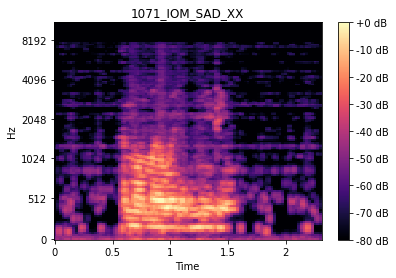 1071_IOM_SAD_XX
+0 dB
8192
-10 dB
4096
-20 dB
-30 dB
2048
Hz
-40 dB
1024
-50 dB
512
-60 dB
-70 dB
0
-80 dB
0
0.5
1
1.5
2
Time